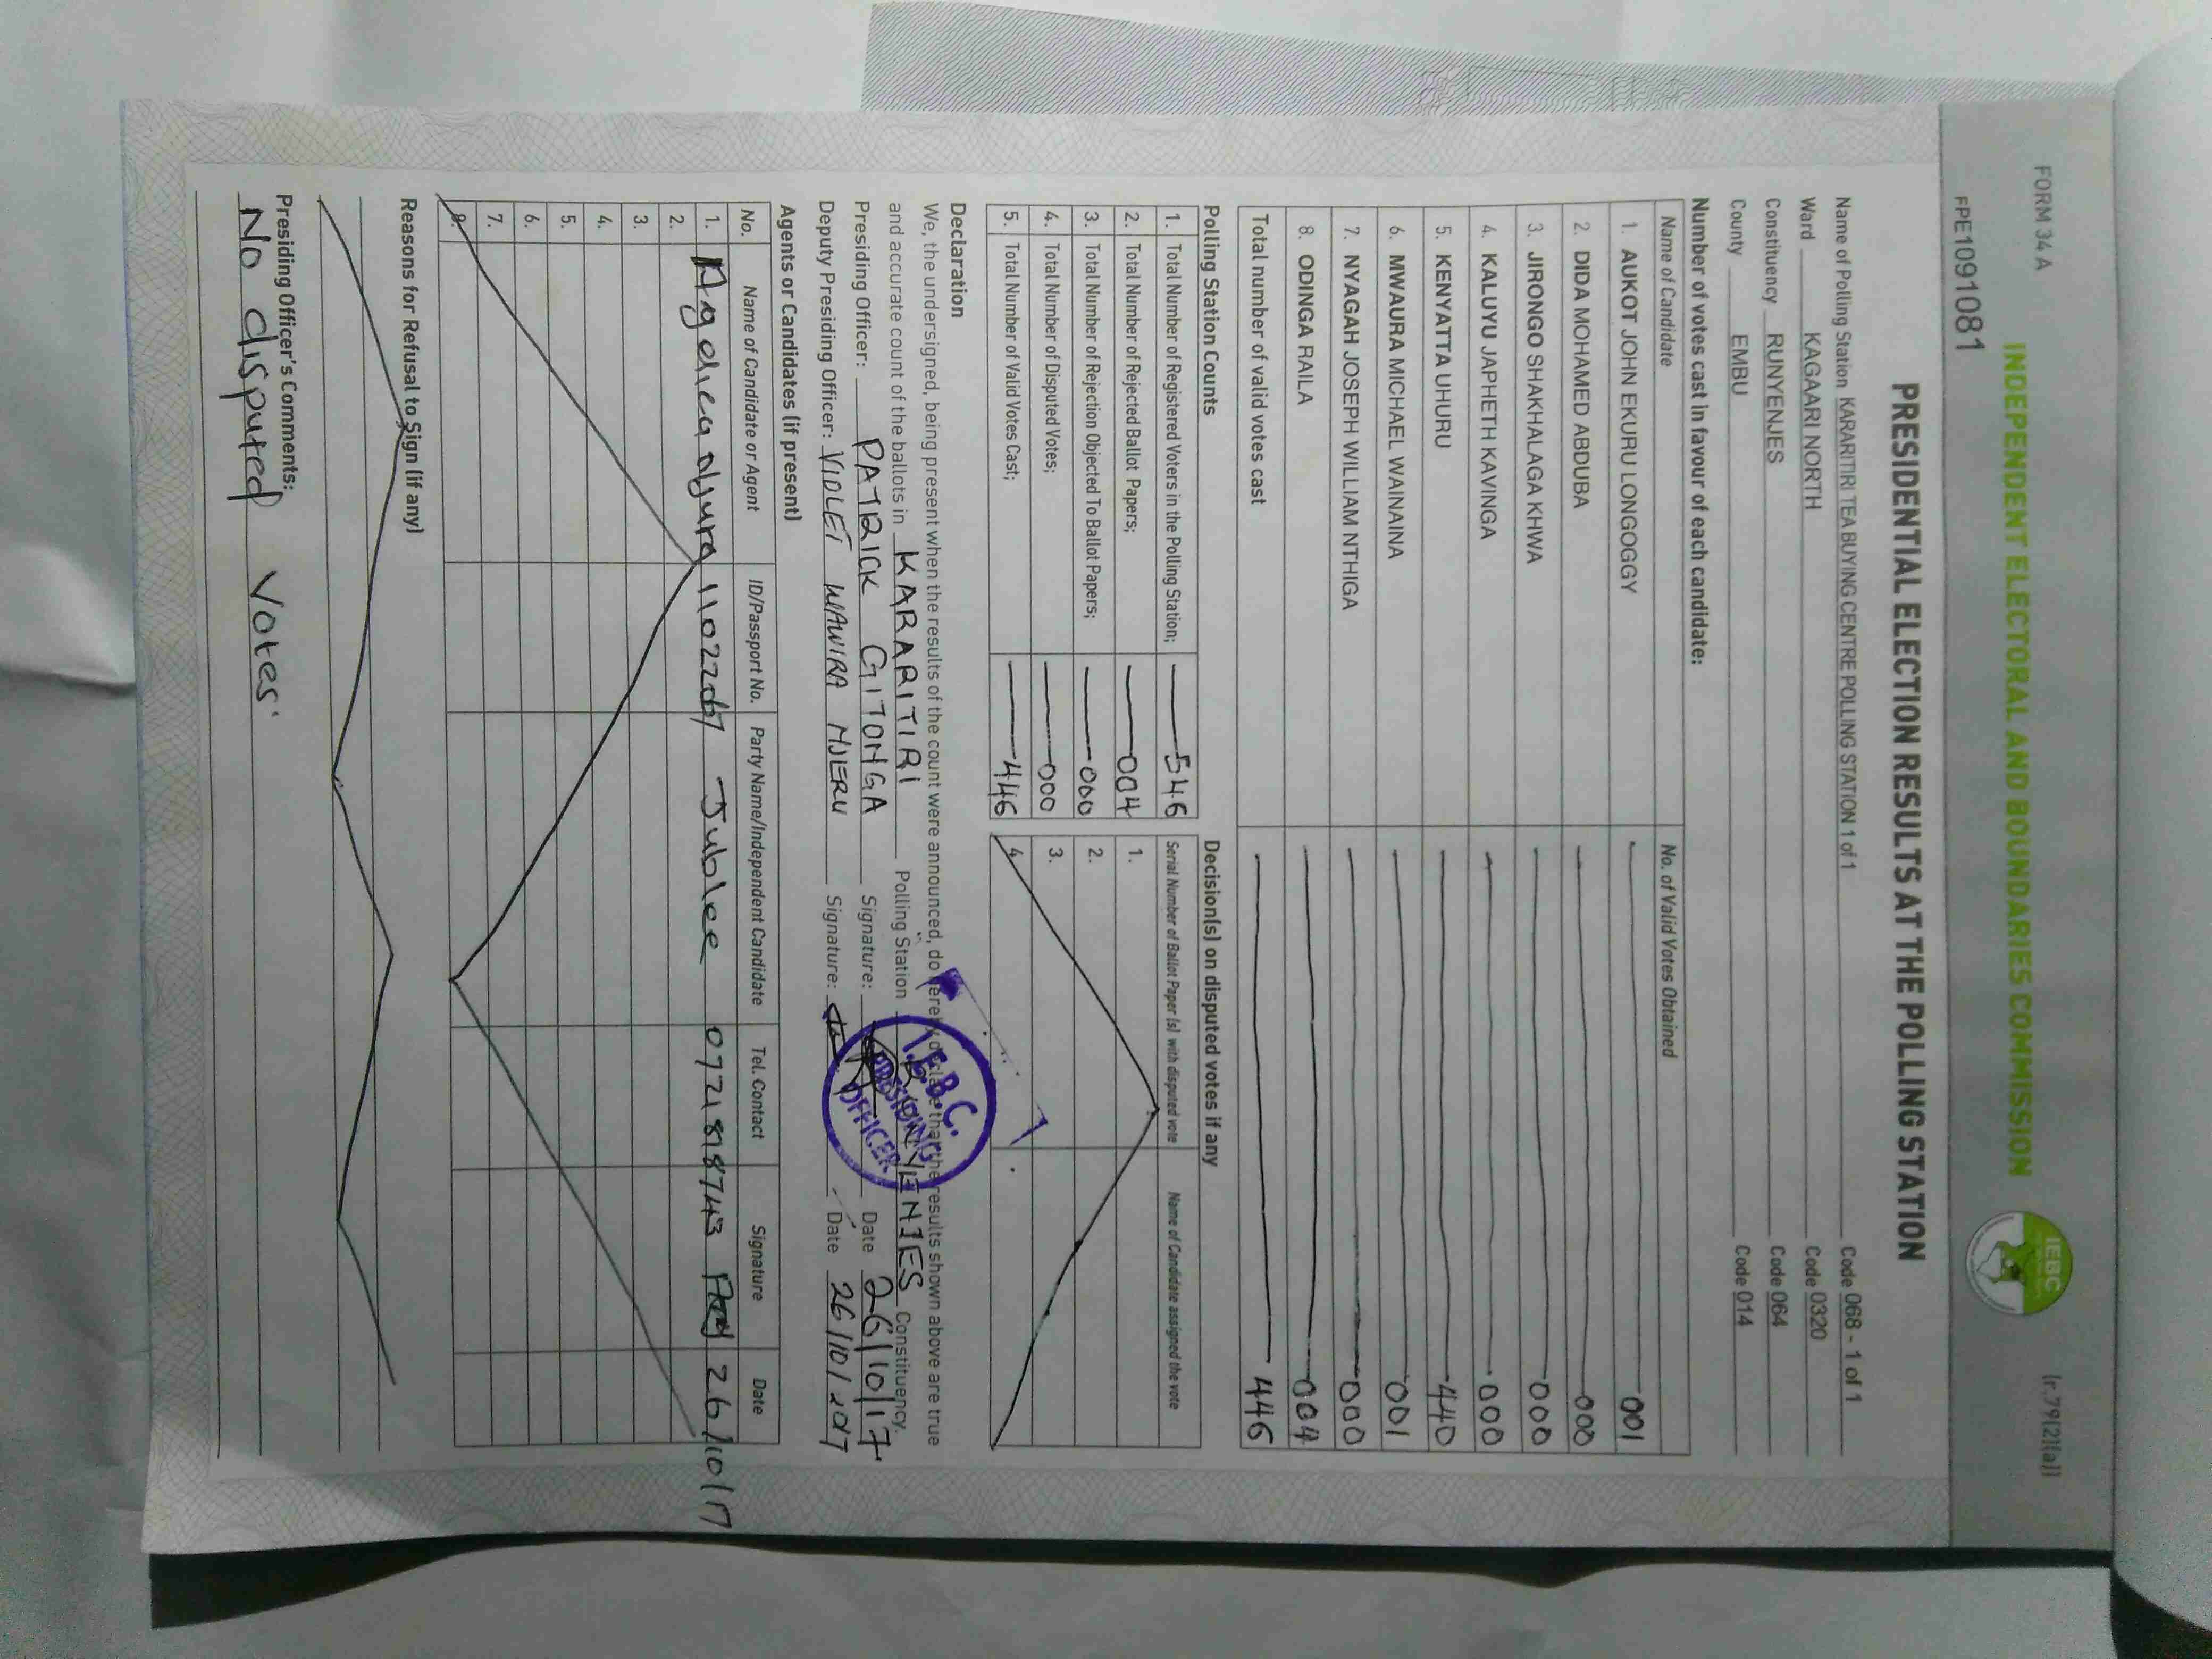 FORM 34 A
(r.79(2)(a))
INDEPENDENT ELECTORAL AND BOUNDARIES COMMISSION
IEBC
FPE1091081
PRESIDENTIAL ELECTION RESULTS AT THE POLLING STATION
Name of Polling Station KARARITIRI TEA BUYING CENTRE POLLING STATION 1 of 1 Code 068 - 1 of 1
Ward KAGAARI NORTH Code 0320
Constituency RUNYENJES Code 064
County EMBU Code 014
Number of votes cast in favour of each candidate:
Name of Candidate No. of Valid Votes Obtained
1. AUKOT JOHN EKURU LONGOGGY 001
2. DIDA MOHAMED ABDUBA 000
3. JIRONGO SHAKHALAGA KHWA 000
4. KALUYU JAPHETH KAVINGA 000
5. KENYATTA UHURU 440
6. MWAURA MICHAEL WAINAINA 001
7. NYAGAH JOSEPH WILLIAM NTHIGA 000
8. ODINGA RAILA 004
Total number of valid votes cast 446
Polling Station Counts
1. Total Number of Registered Voters in the Polling Station; 546
2. Total Number of Rejected Ballot Papers; 004
3. Total Number of Rejection Objected To Ballot Papers; 000
4. Total Number of Disputed Votes; 000
5. Total Number of Valid Votes Cast; 446
Decision(s) on disputed votes if any
Serial Number of Ballot Paper (s) with disputed vote Name of Candidate assigned the vote
1.
2.
3.
4.
Declaration
We, the undersigned, being present when the results of the count were announced, do hereby declare that the results shown above are true
and accurate count of the ballots in KARARITIRI Polling Station RUNYENJES Constituency.
Presiding Officer: PATRICK GITONGA Signature: Date 26/10/17
Deputy Presiding Officer: VIOLET WAWIRA NJERU Signature: Date 26/10/2017
I.E.B.C.
PRESIDING
OFFICER
Agents or Candidates (if present)
No. Name of Candidate or Agent ID/Passport No. Party Name/Independent Candidate Tel. Contact Signature Date
1. Jublee 26/10/17
2.
3.
4.
5.
6.
7.
8.
Reasons for Refusal to Sign (if any)
Presiding Officer's Comments:
No disputed Votes.